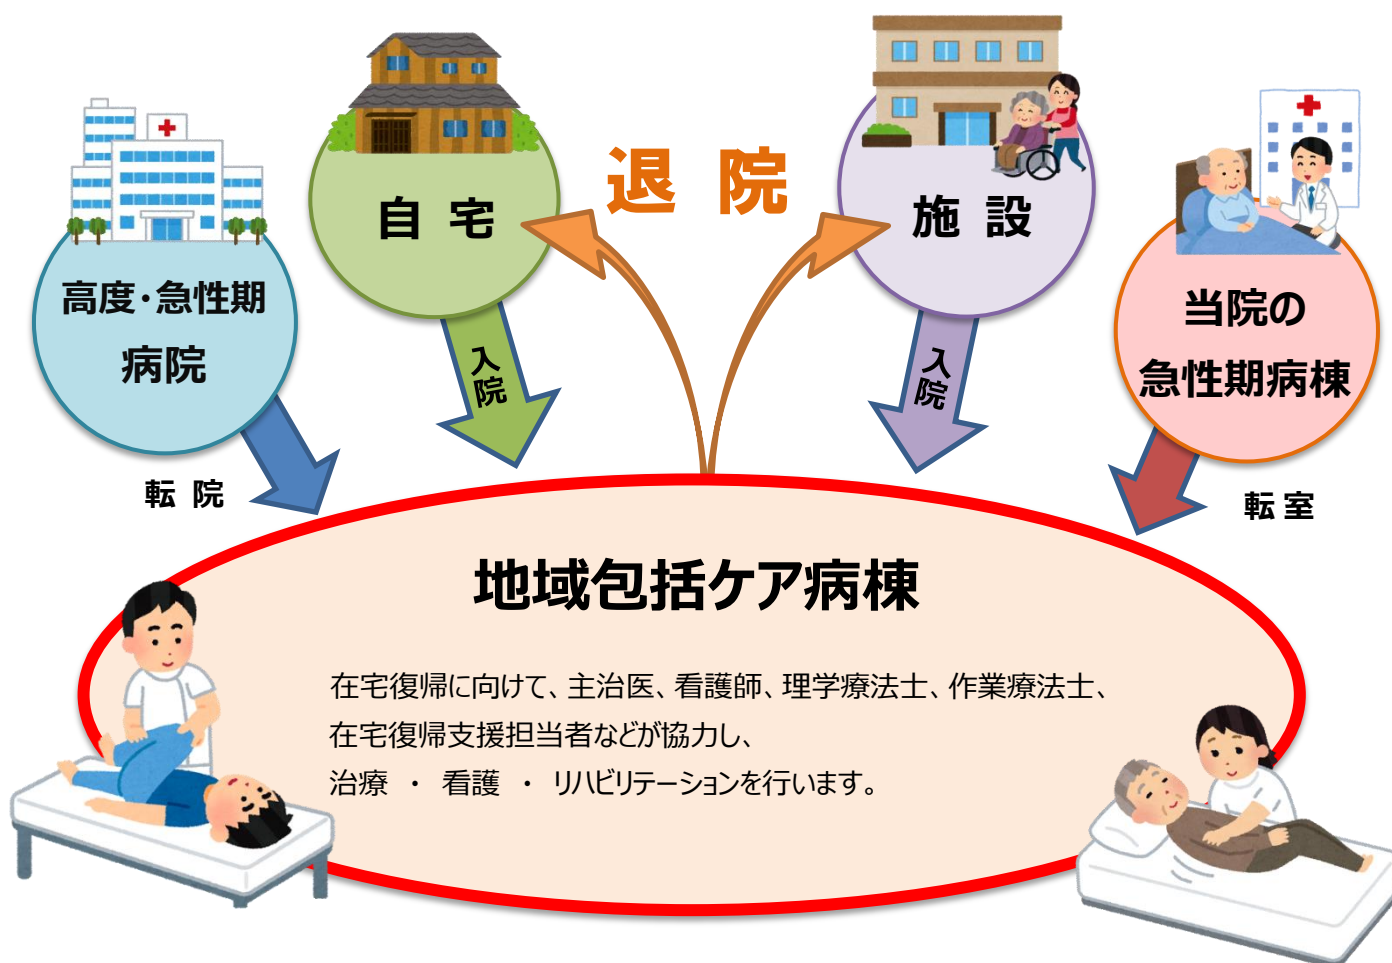 退 院
自 宅
施 設
高度・急性期
病院
当院の
急性期病棟
入院
入院
転 院
転 室
地域包括ケア病棟
在宅復帰に向けて、主治医、看護師、理学療法士、作業療法士、
在宅復帰支援担当者などが協力し、
治療 ・ 看護 ・ リハビリテーションを行います。